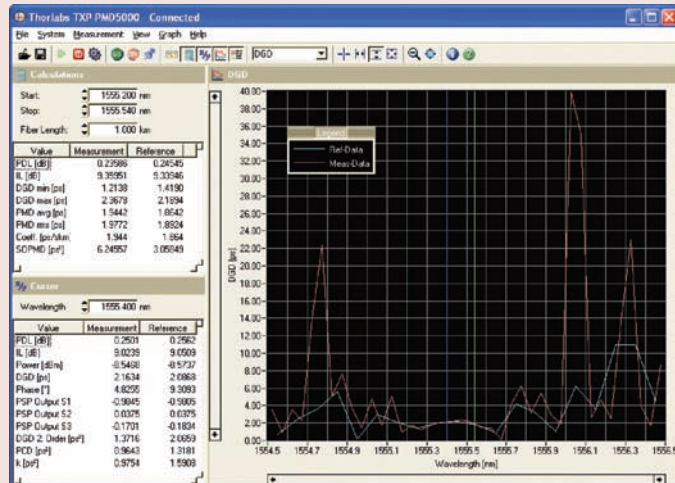 Thorlabs TXP PMD5000 - Connected
File System Measurement View Graph Help
DGD
Calculations
Start: 1555.200 nm
Stop: 1555.540 nm
Fiber Length: 1.000 km
Value Measurement Reference
PDL [dB] 0.23586 0.24545
IL [dB] 9.39951 9.33946
DGD min [ps] 1.2138 1.4190
DGD max [ps] 2.3678 2.1894
PMD avg [ps] 1.9442 1.8642
PMD rms [ps] 1.9772 1.8924
Coeff. [ps/√km] 1.944 1.864
SOPMD [ps²] 6.24557 3.05849
Cursor
Wavelength 1555.400 nm
Value Measurement Reference
PDL [dB] 0.2501 0.2562
IL [dB] 9.0239 9.0509
Power [dBm] -8.5468 -8.5737
DGD [ps] 2.1634 2.0868
Phase [°] 4.8255 9.3093
PSP Output S1 -0.9845 -0.9805
PSP Output S2 0.0375 0.0375
PSP Output S3 -0.1701 -0.1834
DGD 2. Order [ps²] 1.3716 2.0659
PCD [ps²] 0.9643 1.3181
k [ps²] 0.9754 1.5908
DGD
Legend
Ref-Data
Meas-Data
DGD [ps]
40.00
38.00
36.00
34.00
32.00
30.00
28.00
26.00
24.00
22.00
20.00
18.00
16.00
14.00
12.00
10.00
8.00
6.00
4.00
2.00
0.00
1554.5 1554.7 1554.9 1555.1 1555.3 1555.5 1555.7 1555.9 1556.1 1556.3 1556.5
Wavelength [nm]